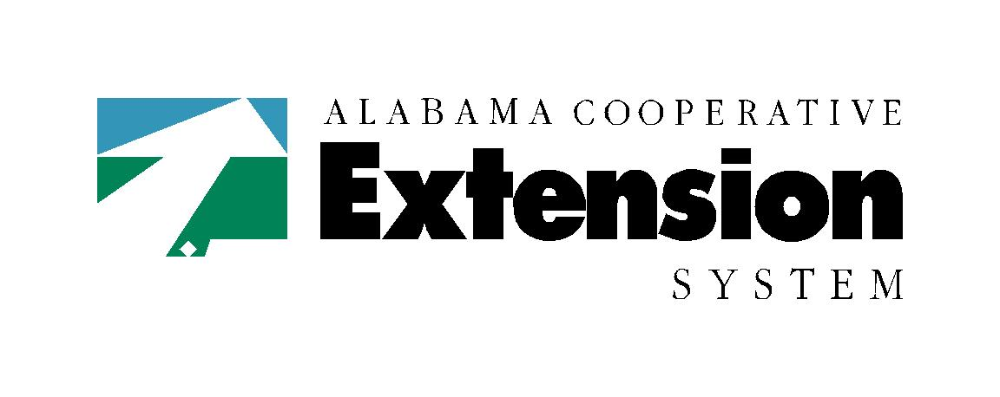 ALABAMA COOPERATIVE
Extension
SYSTEM